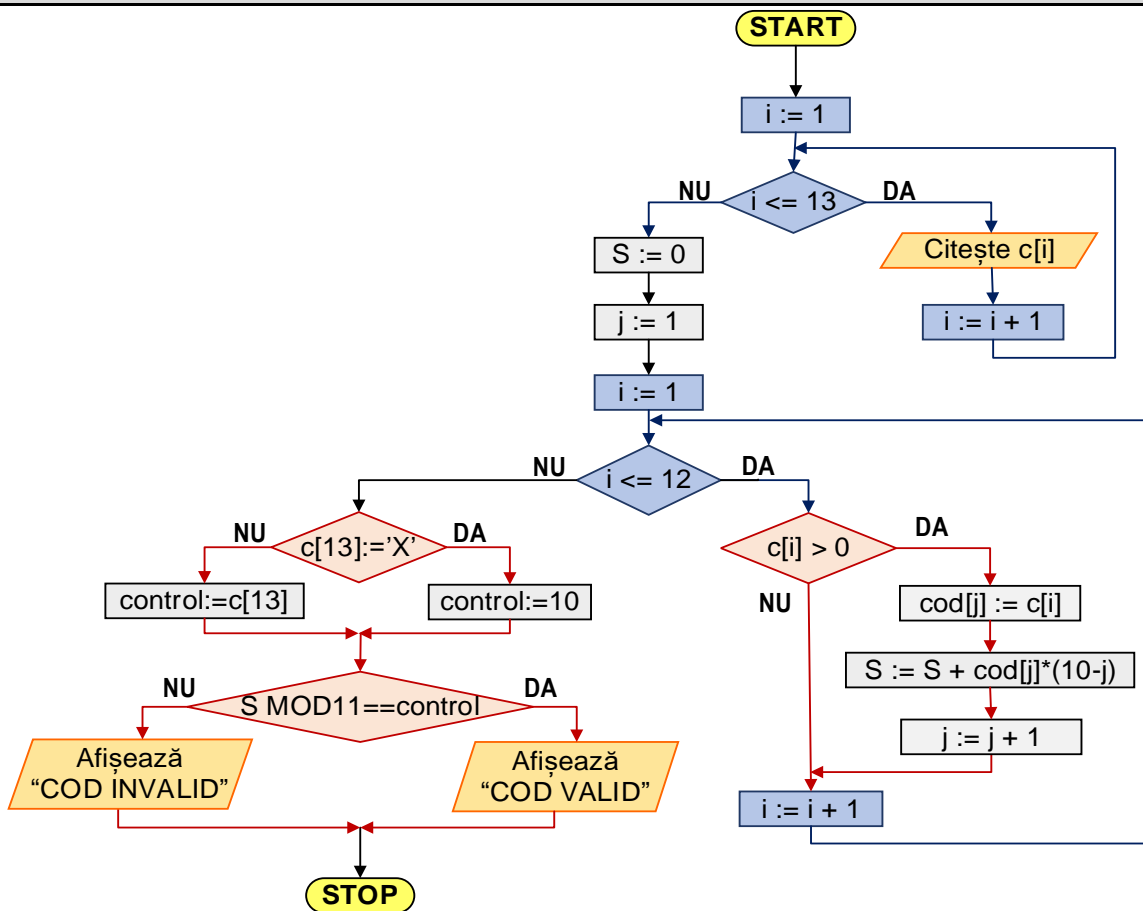 START
i := 1
NU
i <= 13
DA
S := 0
Citește c[i]
j := 1
i := i + 1
i := 1
NU
i <= 12
DA
NU
c[13]:='X'
DA
c[i] > 0
DA
control:=c[13]
control:=10
NU
cod[j] := c[i]
S := S + cod[j]*(10-j)
NU
S MOD11==control
DA
j := j + 1
Afișează
“COD INVALID”
Afișează
“COD VALID”
i := i + 1
STOP